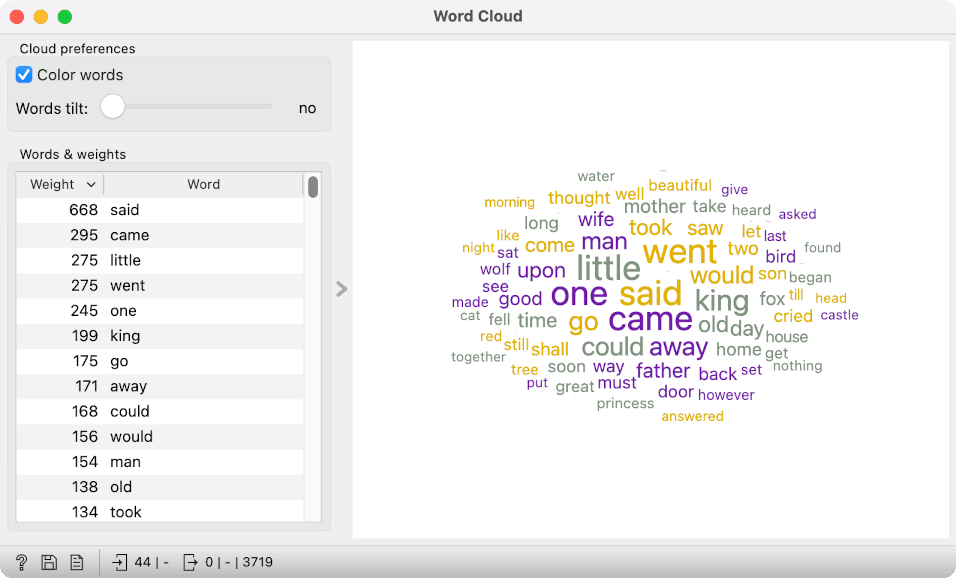 Word Cloud
Cloud preferences
Color words
Words tilt: no
Words & weights
Weight Word
668 said
295 came
275 little
275 went
245 one
199 king
175 go
171 away
168 could
156 would
154 man
138 old
134 took
water
morning thought well beautiful give
long wife mother take heard asked
like come man took saw let last
night sat went two bird found
wolf upon little would son began
see
made good one said king fox till head
cat fell time go came old day cried castle
red still shall could away home get house
together tree soon way father back set nothing
put great must door however
princess
answered
? 44 | - 0 | - | 3719